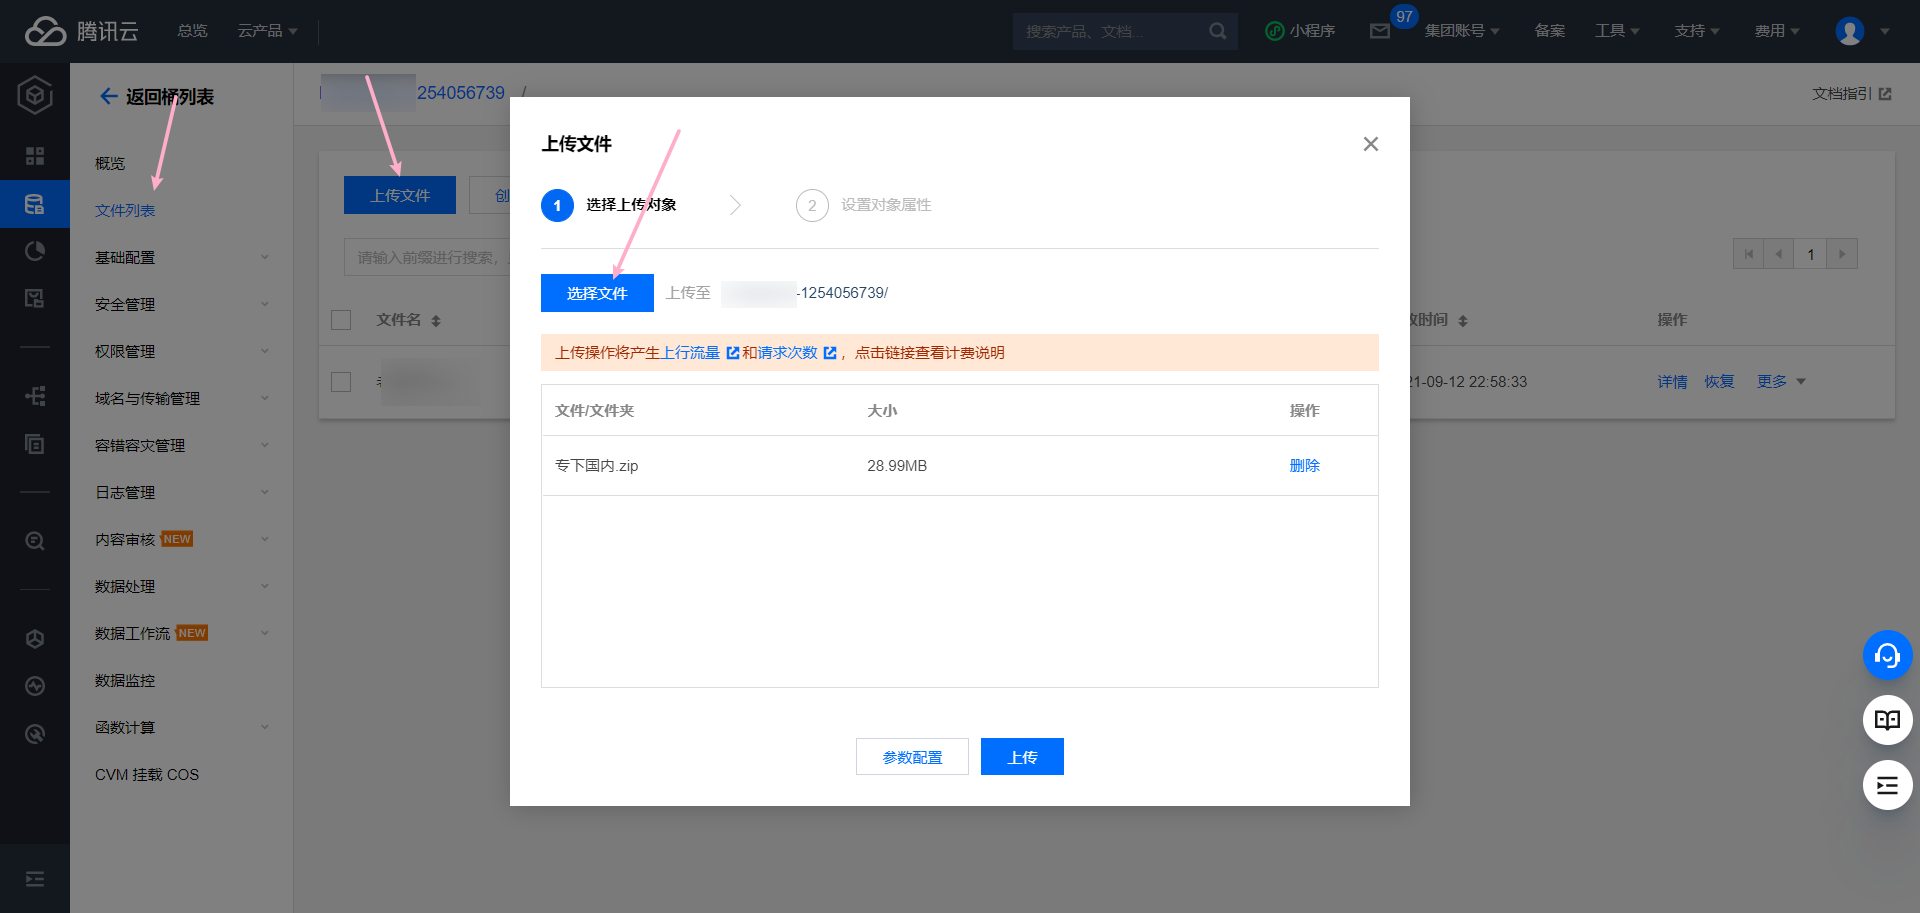 腾讯云
总览
云产品
搜索产品、文档...
小程序
97
集团账号
备案
工具
支持
费用
返回桶列表
254056739 /
文档指引
概览
文件列表
基础配置
安全管理
权限管理
域名与传输管理
容错容灾管理
日志管理
内容审核 NEW
数据处理
数据工作流 NEW
数据监控
函数计算
CVM 挂载 COS
上传文件
创
请输入前缀进行搜索,
1
文件名
时间
操作
21-09-12 22:58:33
详情 恢复 更多
上传文件
1 选择上传对象
2 设置对象属性
选择文件
上传至 -1254056739/
上传操作将产生上行流量 和请求次数 ，点击链接查看计费说明
文件/文件夹 大小 操作
专下国内.zip 28.99MB 删除
参数配置
上传